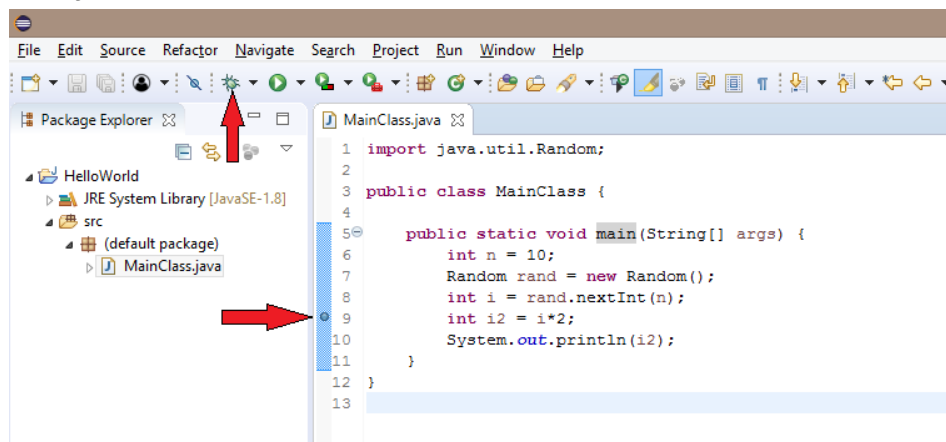 File Edit Source Refactor Navigate Search Project Run Window Help
Package Explorer
HelloWorld
JRE System Library [JavaSE-1.8]
src
(default package)
MainClass.java
MainClass.java
1 import java.util.Random;
2
3 public class MainClass {
4
5 public static void main(String[] args) {
6 int n = 10;
7 Random rand = new Random();
8 int i = rand.nextInt(n);
9 int i2 = i*2;
10 System.out.println(i2);
11 }
12 }
13